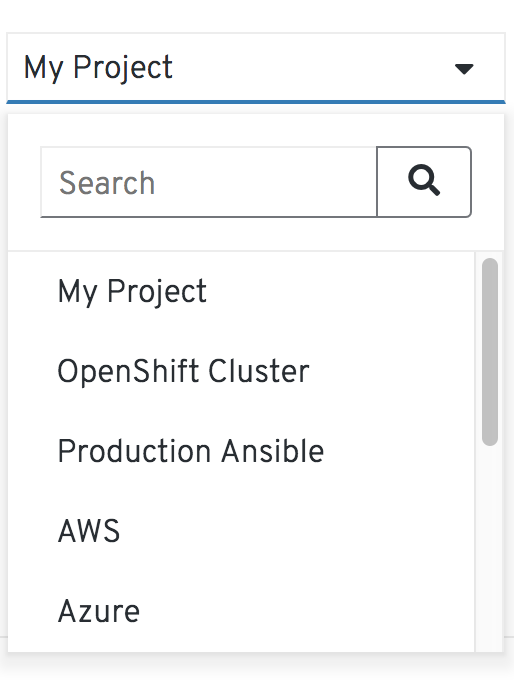 My Project
Search
My Project
OpenShift Cluster
Production Ansible
AWS
Azure